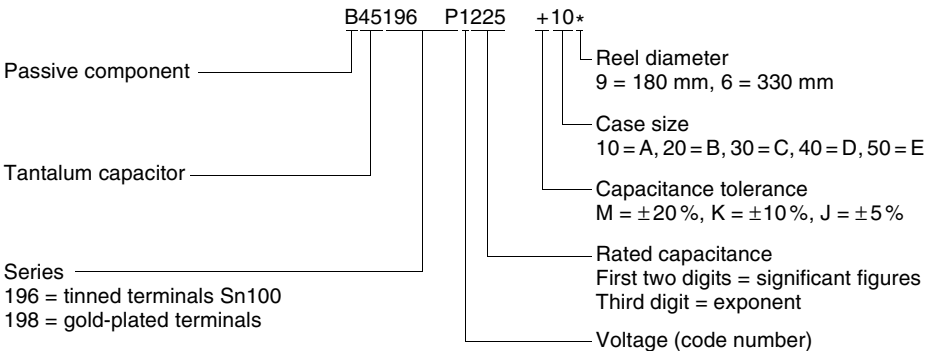 B45196 P1225 +10*
Passive component
Reel diameter
9 = 180 mm, 6 = 330 mm
Case size
10 = A, 20 = B, 30 = C, 40 = D, 50 = E
Tantalum capacitor
Capacitance tolerance
M = ±20 %, K = ±10 %, J = ±5 %
Series
196 = tinned terminals Sn100
198 = gold-plated terminals
Rated capacitance
First two digits = significant figures
Third digit = exponent
Voltage (code number)